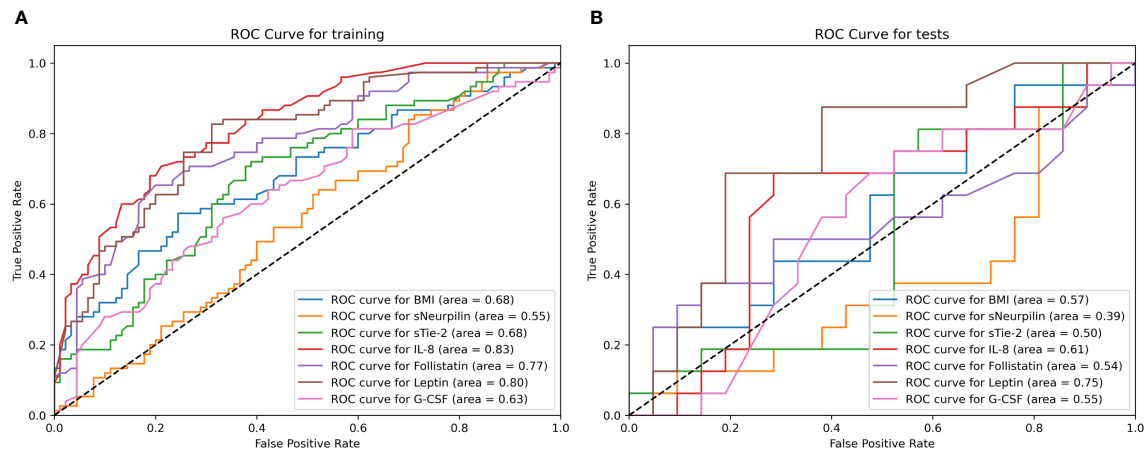 A
ROC Curve for training
True Positive Rate
1.0
0.8
0.6
0.4
0.2
0.0
ROC curve for BMI (area = 0.68)
ROC curve for sNeurpilin (area = 0.55)
ROC curve for sTie-2 (area = 0.68)
ROC curve for IL-8 (area = 0.83)
ROC curve for Follistatin (area = 0.77)
ROC curve for Leptin (area = 0.80)
ROC curve for G-CSF (area = 0.63)
0.0 0.2 0.4 0.6 0.8 1.0
False Positive Rate
B
ROC Curve for tests
True Positive Rate
1.0
0.8
0.6
0.4
0.2
0.0
ROC curve for BMI (area = 0.57)
ROC curve for sNeurpilin (area = 0.39)
ROC curve for sTie-2 (area = 0.50)
ROC curve for IL-8 (area = 0.61)
ROC curve for Follistatin (area = 0.54)
ROC curve for Leptin (area = 0.75)
ROC curve for G-CSF (area = 0.55)
0.0 0.2 0.4 0.6 0.8 1.0
False Positive Rate